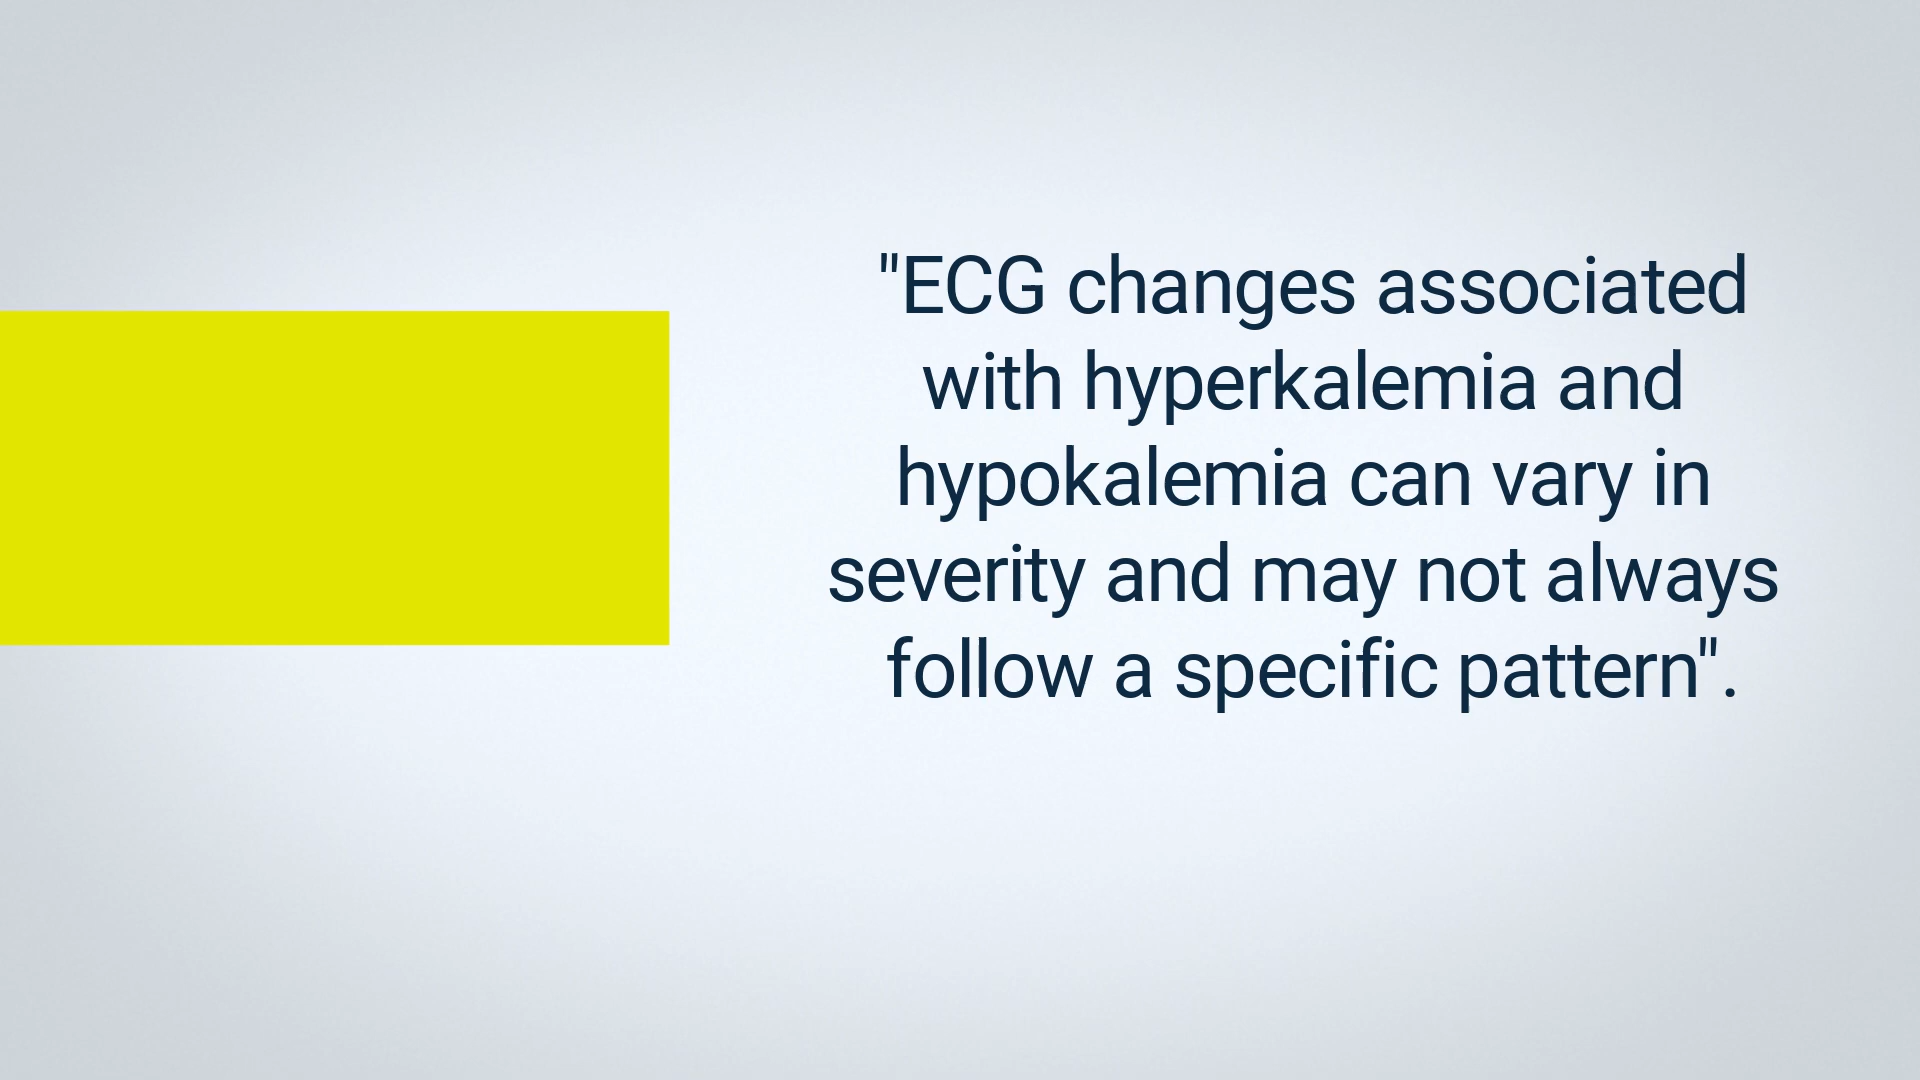 "ECG changes associated
with hyperkalemia and
hypokalemia can vary in
severity and may not always
follow a specific pattern".